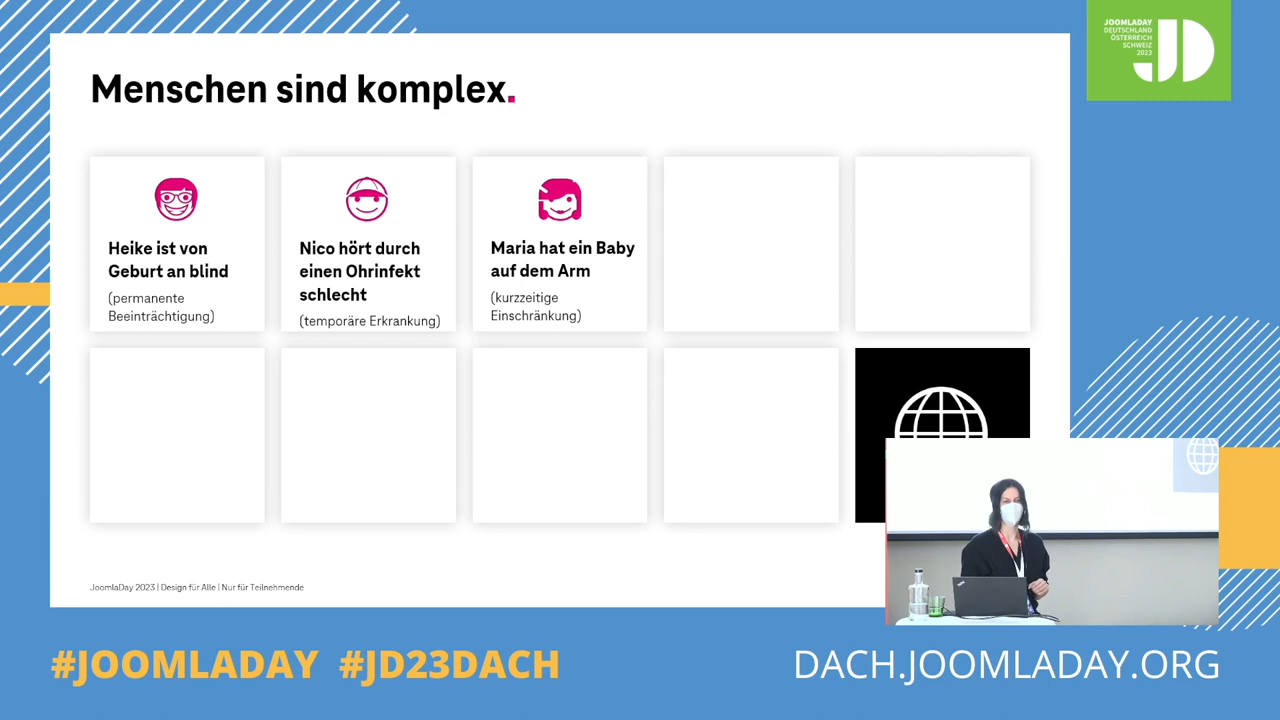 JOOMLADAY
DEUTSCHLAND
ÖSTERREICH
SCHWEIZ
2023
JD
Menschen sind komplex.
Heike ist von
Geburt an blind
(permanente
Beeinträchtigung)
Nico hört durch
einen Ohrinfekt
schlecht
(temporäre Erkrankung)
Maria hat ein Baby
auf dem Arm
(kurzzeitige
Einschränkung)
JoomlaDay 2023 | Design für Alle | Nur für Teilnehmende
#JOOMLADAY #JD23DACH
DACH.JOOMLADAY.ORG